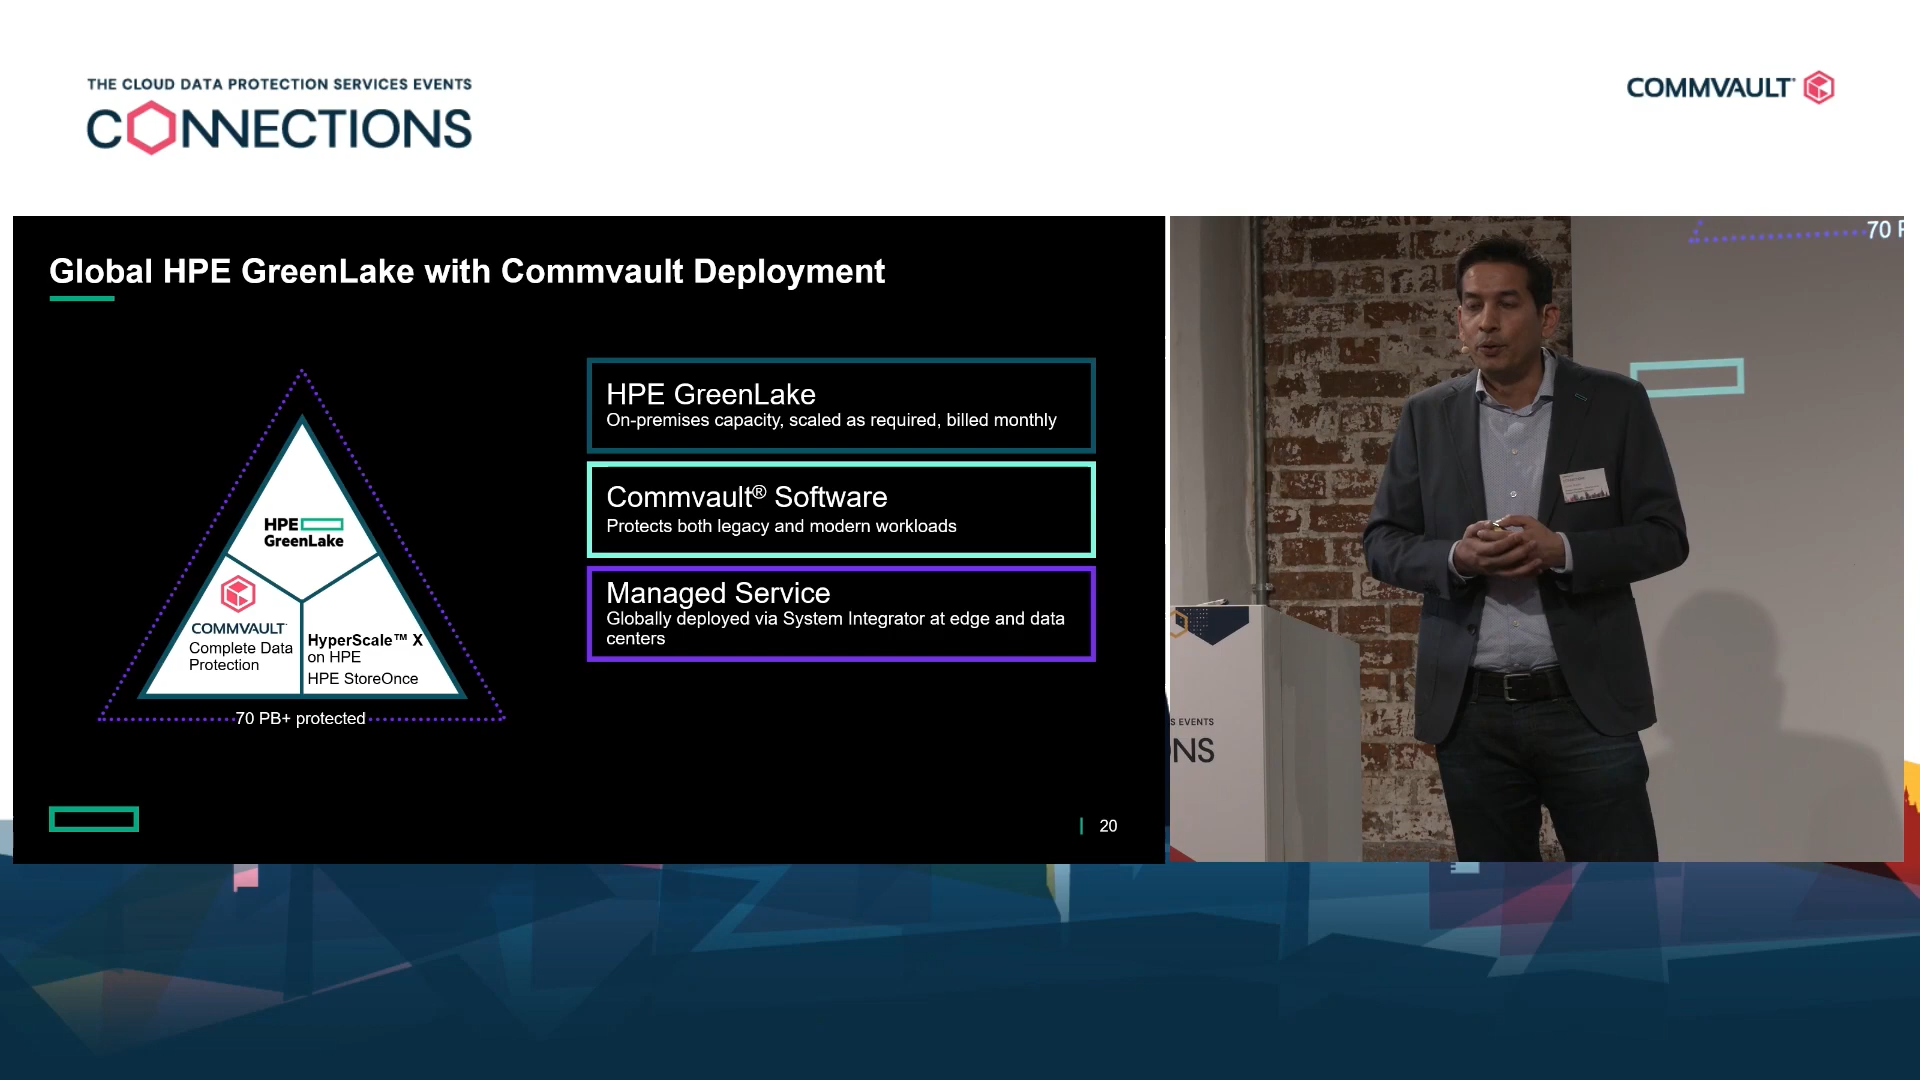 THE CLOUD DATA PROTECTION SERVICES EVENTS
CONNECTIONS
COMMVAULT
Global HPE GreenLake with Commvault Deployment
HPE
GreenLake
COMMVAULT
Complete Data
Protection
HyperScale™ X
on HPE
HPE StoreOnce
70 PB+ protected
HPE GreenLake
On-premises capacity, scaled as required, billed monthly
Commvault® Software
Protects both legacy and modern workloads
Managed Service
Globally deployed via System Integrator at edge and data
centers
20
70 P
S EVENTS
NS